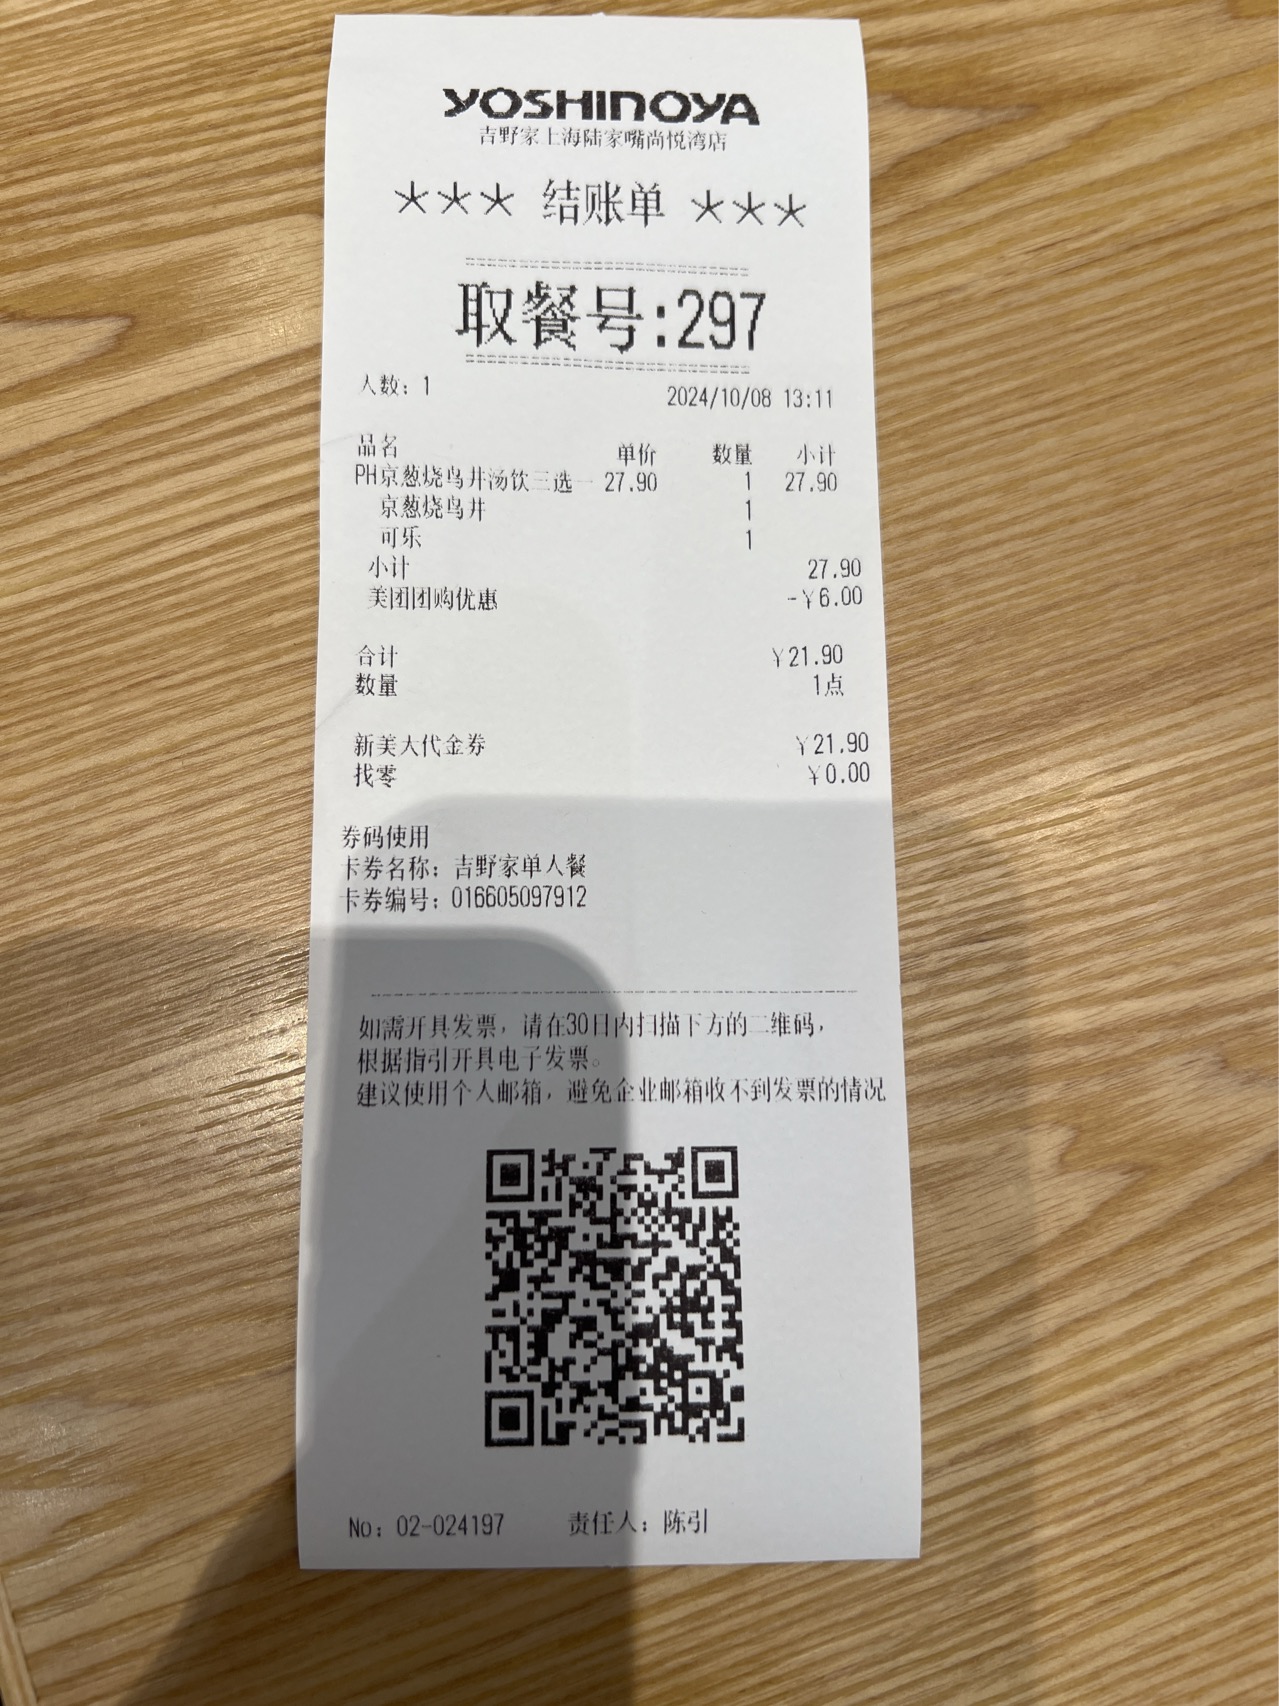 YOSHINOYA
吉野家上海陆家嘴尚悦湾店
*** 结账单 ***
取餐号:297
人数: 1 2024/10/08 13:11
品名 单价 数量 小计
PH京葱烧鸟丼汤饮三选一 27.90 1 27.90
京葱烧鸟丼 1
可乐 1
小计 27.90
美团团购优惠 -¥6.00
合计 ¥21.90
数量 1点
新美大代金券 ¥21.90
找零 ¥0.00
券码使用
卡券名称: 吉野家单人餐
卡券编号: 016605097912
如需开具发票，请在30日内扫描下方的二维码，
根据指引开具电子发票。
建议使用个人邮箱，避免企业邮箱收不到发票的情况
No: 02-024197 责任人: 陈引